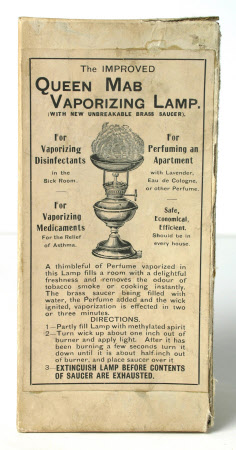 The IMPROVED
QUEEN MAB
VAPORIZING LAMP.
(WITH NEW UNBREAKABLE BRASS SAUCER).
For
Vaporizing
Disinfectants
in the
Sick Room.
For
Vaporizing
Medicaments
For the Relief
of Asthma.
For
Perfuming an
Apartment
with Lavender,
Eau de Cologne,
or other Perfume.
Safe,
Economical,
Efficient.
Should be in
every house.
A thimbleful of Perfume vaporized in
this Lamp fills a room with a delightful
freshness and removes the odour of
tobacco smoke or cooking instantly.
The brass saucer being filled with
water, the Perfume added and the wick
ignited, vaporization is effected in two
or three minutes.
DIRECTIONS.
1—Partly fill Lamp with methylated spirit
2—Turn wick up about one inch out of
burner and apply light. After it has
been burning a few seconds turn it
down until it is about half-inch out
of burner, and place saucer over it
3—EXTINGUISH LAMP BEFORE CONTENTS
OF SAUCER ARE EXHAUSTED.